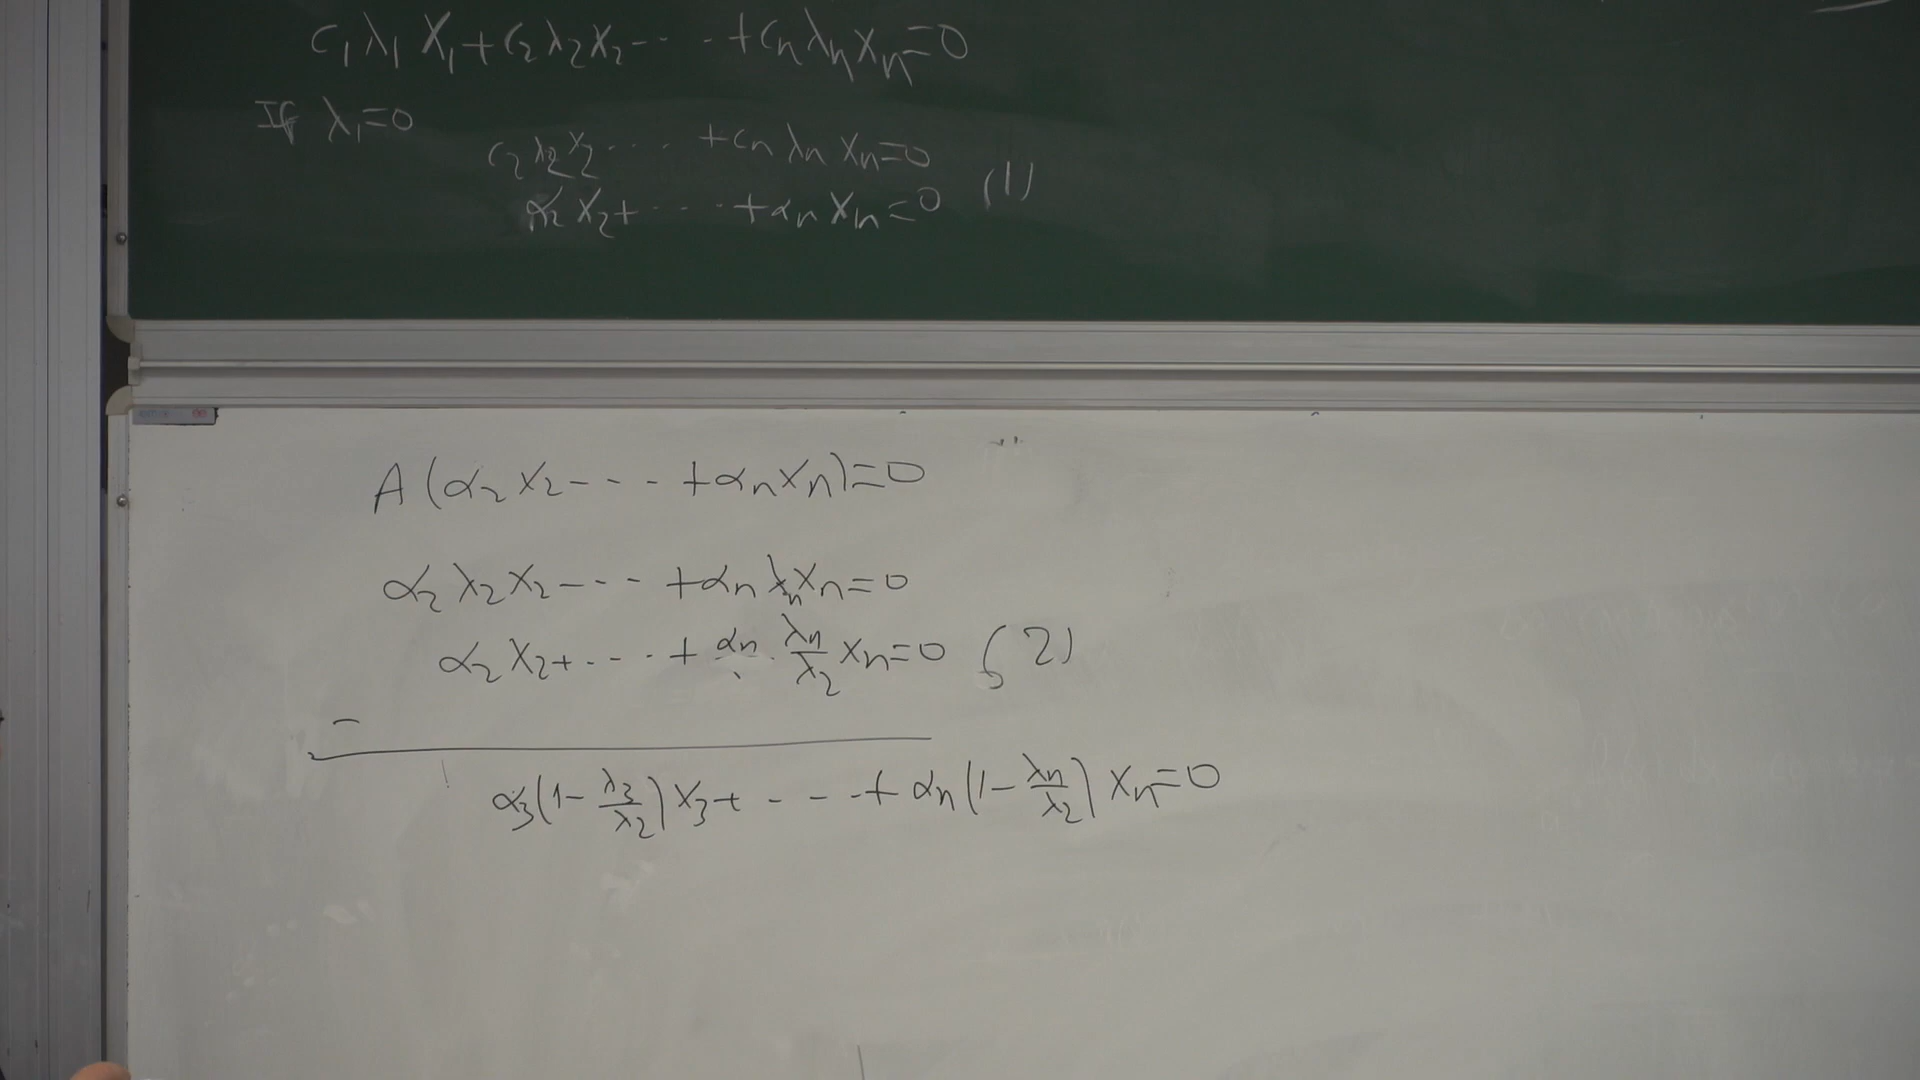 c₁λ₁X₁+c₂λ₂X₂--- -+cₙλₙXₙ=0
If λ₁=0
c₂λ₂X₂---- +cₙλₙXₙ=0
α₂X₂+---- +αₙXₙ=0 (1)
A(α₂X₂--- +αₙXₙ)=0
α₂λ₂X₂--- +αₙλₙXₙ=0
α₂X₂+---- + αₙ λₙ/λ₂ Xₙ=0 (2)
-
α₃(1-λ₃/λ₂)X₃+ ---+ αₙ(1-λₙ/λ₂)Xₙ=0